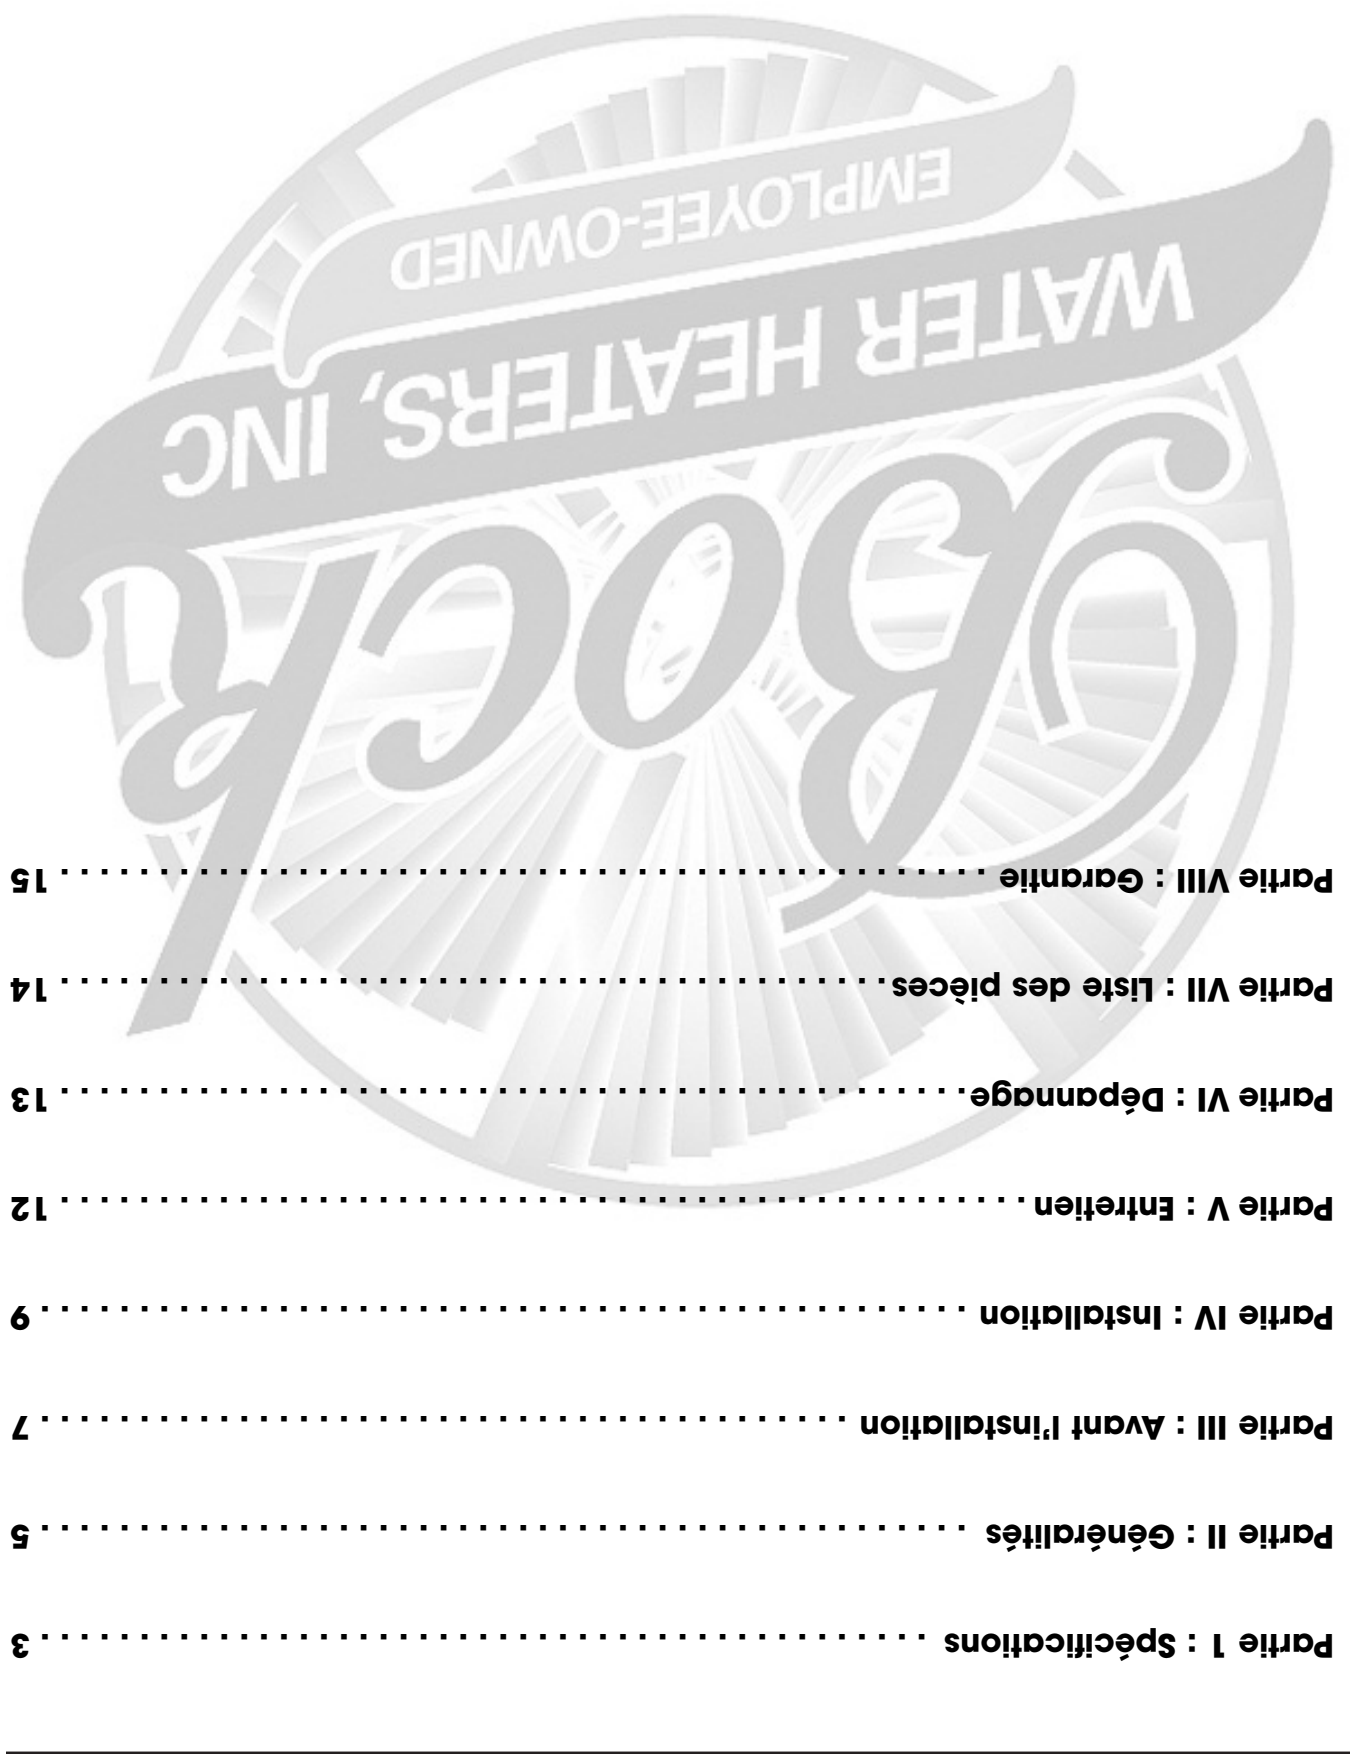 Partie 1 : Spécifications . . . . . . . . . . . . . . . . . . . . . . . . . . . . . . . . . . . . . . . . . . . . . 3
Partie II : Généralités . . . . . . . . . . . . . . . . . . . . . . . . . . . . . . . . . . . . . . . . . . . . . . . 5
Partie III : Avant l'installation . . . . . . . . . . . . . . . . . . . . . . . . . . . . . . . . . . . . . . . . . 7
Partie IV : Installation . . . . . . . . . . . . . . . . . . . . . . . . . . . . . . . . . . . . . . . . . . . . . . . 9
Partie V : Entretien . . . . . . . . . . . . . . . . . . . . . . . . . . . . . . . . . . . . . . . . . . . . . . . . . 12
Partie VI : Dépannage . . . . . . . . . . . . . . . . . . . . . . . . . . . . . . . . . . . . . . . . . . . . . . 13
Partie VII : Liste des pièces . . . . . . . . . . . . . . . . . . . . . . . . . . . . . . . . . . . . . . . . . . 14
Partie VIII : Garantie . . . . . . . . . . . . . . . . . . . . . . . . . . . . . . . . . . . . . . . . . . . . . . . 15
Bock
WATER HEATERS, INC
EMPLOYEE-OWNED